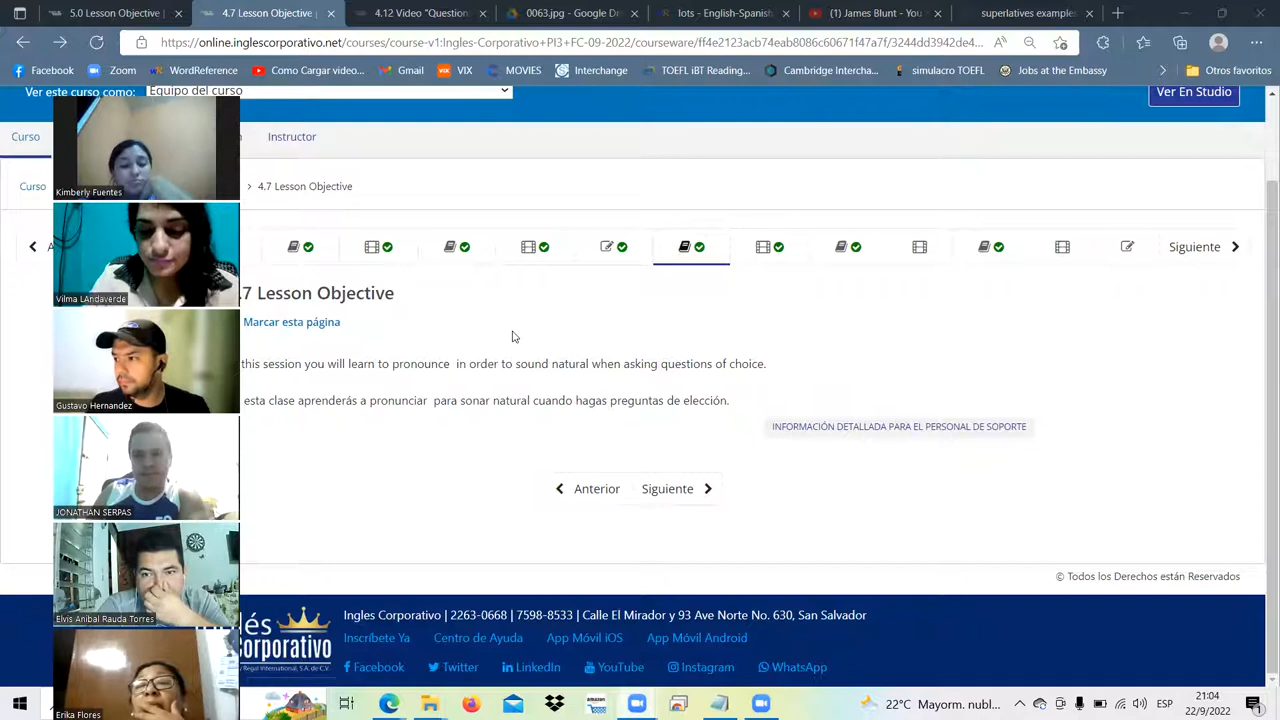 4.7 Lesson Objective
4.12 Video "Question
0063.jpg - Google Dr
lots - English-Spanish
(1) James Blunt - You
superlatives examples
https://online.inglescorporativo.net/courses/course-v1:Ingles-Corporativo+PI3+FC-09-2022/courseware/ff4e2123acb74eab8086c60671f47a7f/3244dd3942de4...
Facebook
Zoom
WordReference
Como Cargar video...
Gmail
VIX
MOVIES
Interchange
TOEFL iBT Reading...
Cambridge Interchan...
simulacro TOEFL
Jobs at the Embassy
Otros favoritos
Ver este curso como:
Equipo del curso
Ver En Studio
Curso
Instructor
Curso
4.7 Lesson Objective
Siguiente
.7 Lesson Objective
Marcar esta página
this session you will learn to pronounce in order to sound natural when asking questions of choice.
esta clase aprenderás a pronunciar para sonar natural cuando hagas preguntas de elección.
INFORMACIÓN DETALLADA PARA EL PERSONAL DE SOPORTE
Anterior
Siguiente
© Todos los Derechos están Reservados
Ingles Corporativo | 2263-0668 | 7598-8533 | Calle El Mirador y 93 Ave Norte No. 630, San Salvador
Inscríbete Ya
Centro de Ayuda
App Móvil iOS
App Móvil Android
Facebook
Twitter
LinkedIn
YouTube
Instagram
WhatsApp
Kimberly Fuentes
Vilma LAndaverde
Gustavo Hernandez
JONATHAN SERPAS
Elvis Anibal Rauda Torres
Erika Flores
22°C Mayorm. nubl...
ESP
21:04
22/9/2022